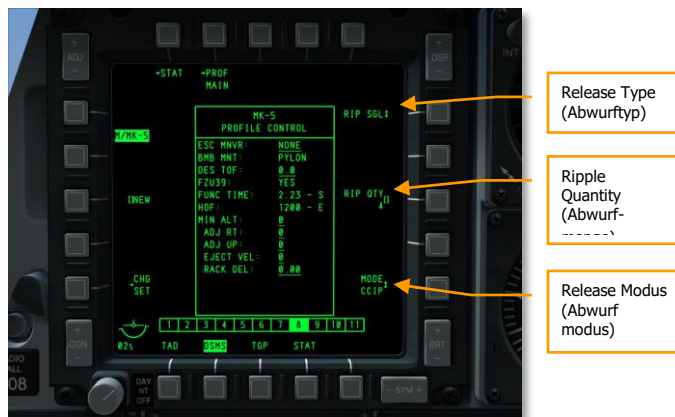 ADJ
DSP
INT
→STAT →PROF
MAIN
M/MK-5
MK-5
PROFILE CONTROL
RIP SGL↕
ESC MNVR: NONE
BMB MNT: PYLON
DES TOF: 0.0
FZU39: YES
FUNC TIME: 2.23 - S
HOF: 1200 - E
MIN ALT: 0
ADJ RT: 0
ADJ UP: 0
EJECT VEL: 0
RACK DEL: 0.00
[]NEW
RIP QTY[]
4
→CHG
SET
MODE↕
CCIP
1 2 3 4 5 6 7 8 9 10 11
02s TAD DSMS TGP STAT
CON
BRT
ALL
08
DAY
NT
OFF
- SYM +
Release Type
(Abwurftyp)
Ripple
Quantity
(Abwurf-
Release Modus
(Abwurf
modus)